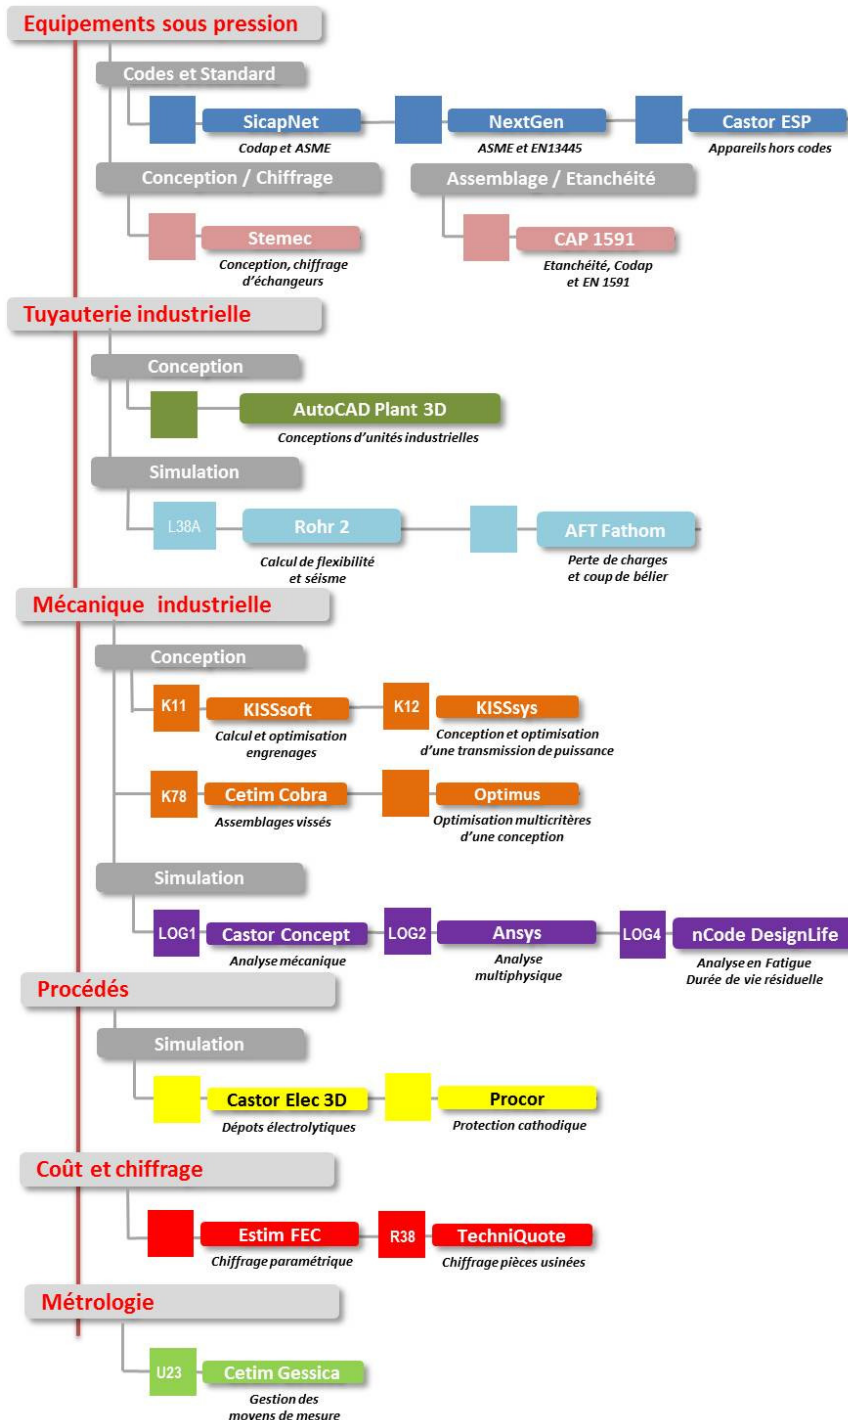 Equipements sous pression
Codes et Standard
SicapNet
NextGen
Castor ESP
Codap et ASME
ASME et EN13445
Appareils hors codes
Conception / Chiffrage
Assemblage / Etanchéité
Stemec
CAP 1591
Conception, chiffrage
d'échangeurs
Etanchéité, Codap
et EN 1591
Tuyauterie industrielle
Conception
AutoCAD Plant 3D
Conceptions d'unités industrielles
Simulation
L38A
Rohr 2
AFT Fathom
Calcul de flexibilité
et séisme
Perte de charges
et coup de bélier
Mécanique industrielle
Conception
K11
KISSsoft
K12
KISSsys
Calcul et optimisation
engrenages
Conception et optimisation
d'une transmission de puissance
K78
Cetim Cobra
Optimus
Assemblages vissés
Optimisation multicritères
d'une conception
Simulation
LOG1
Castor Concept
LOG2
Ansys
LOG4
nCode DesignLife
Analyse mécanique
Analyse
multiphysique
Analyse en Fatigue
Durée de vie résiduelle
Procédés
Simulation
Castor Elec 3D
Procor
Dépots électrolytiques
Protection cathodique
Coût et chiffrage
Estim FEC
R38
TechniQuote
Chiffrage paramétrique
Chiffrage pièces usinées
Métrologie
U23
Cetim Gessica
Gestion des
moyens de mesure